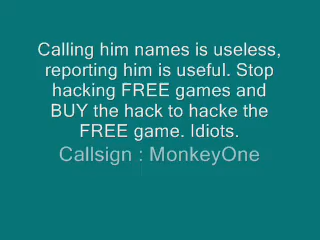 Calling him names is useless,
reporting him is useful. Stop
hacking FREE games and
BUY the hack to hacke the
FREE game. Idiots.
Callsign : MonkeyOne